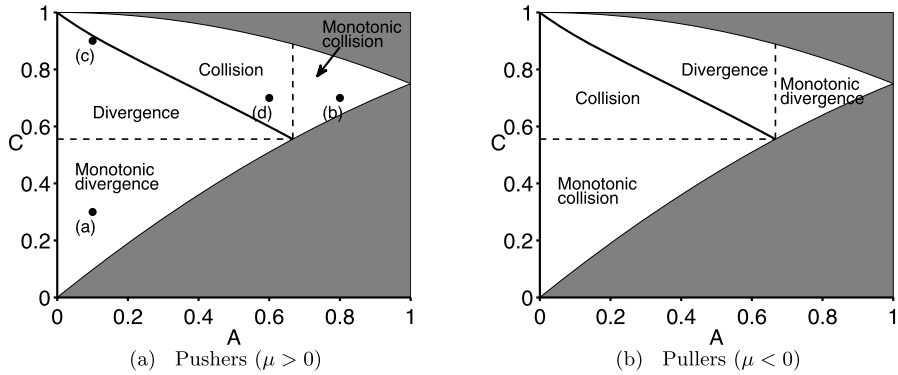 1
0.8
0.6
0.4
0.2
0
C
0
0.2
0.4
0.6
0.8
1
A
Monotonic
collision
(c)
Collision
(d)
(b)
Divergence
Monotonic
divergence
(a)
(a) Pushers (μ > 0)
1
0.8
0.6
0.4
0.2
0
C
0
0.2
0.4
0.6
0.8
1
A
Divergence
Collision
Monotonic
divergence
Monotonic
collision
(b) Pullers (μ < 0)